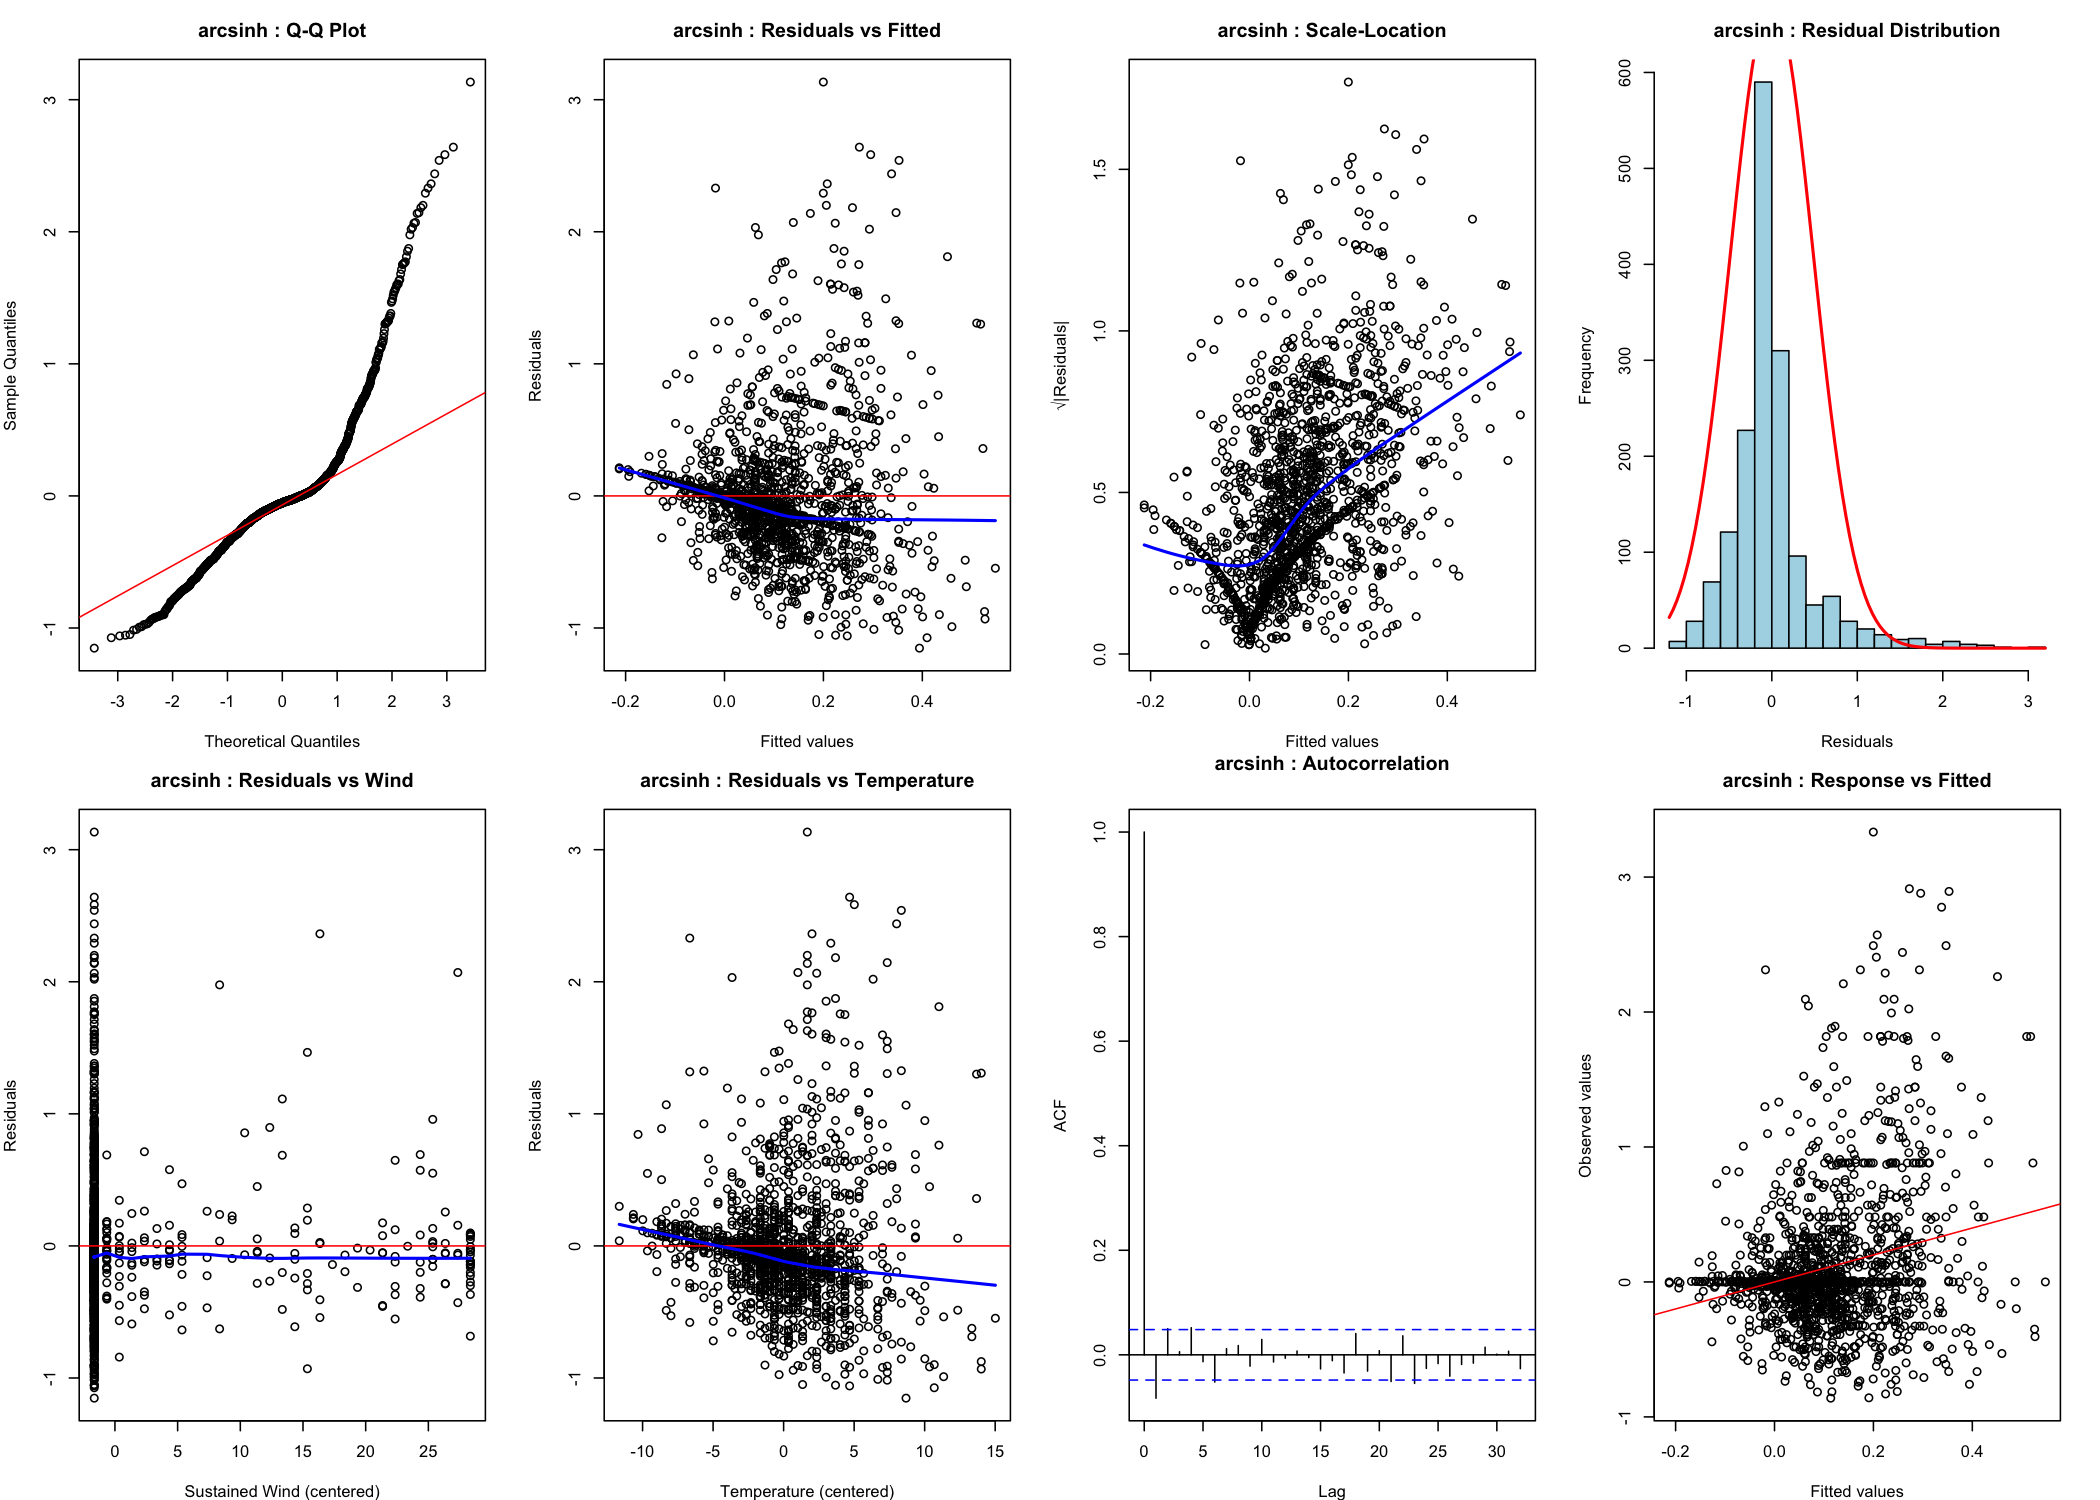 arcsinh : Q-Q Plot
3
2
1
0
-1
Sample Quantiles
-3 -2 -1 0 1 2 3
Theoretical Quantiles
arcsinh : Residuals vs Fitted
3
2
1
0
-1
Residuals
-0.2 0.0 0.2 0.4
Fitted values
arcsinh : Scale-Location
1.5
1.0
0.5
0.0
√|Residuals|
-0.2 0.0 0.2 0.4
Fitted values
arcsinh : Residual Distribution
600
500
400
300
200
100
0
Frequency
-1 0 1 2 3
Residuals
arcsinh : Residuals vs Wind
3
2
1
0
-1
Residuals
0 5 10 15 20 25
Sustained Wind (centered)
arcsinh : Residuals vs Temperature
3
2
1
0
-1
Residuals
-10 -5 0 5 10 15
Temperature (centered)
arcsinh : Autocorrelation
1.0
0.8
0.6
0.4
0.2
0.0
ACF
0 5 10 15 20 25 30
Lag
arcsinh : Response vs Fitted
3
2
1
0
-1
Observed values
-0.2 0.0 0.2 0.4
Fitted values